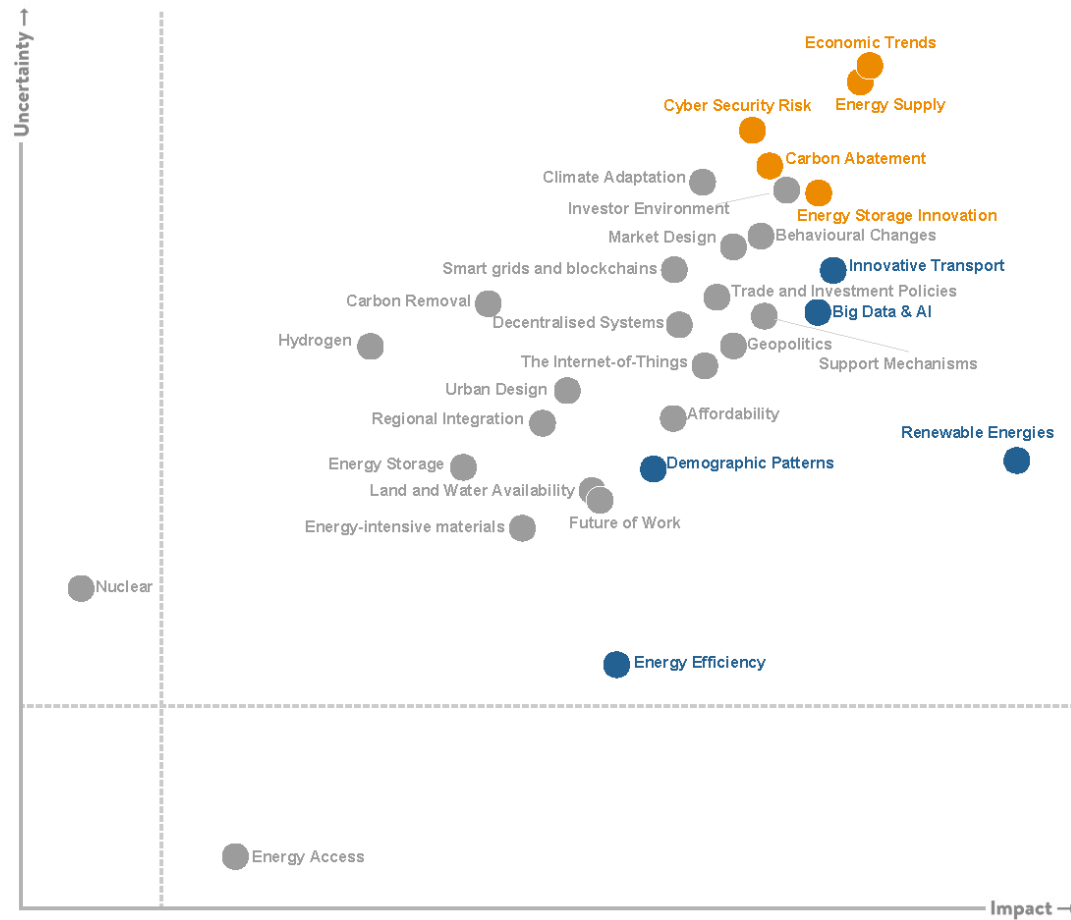 Uncertainty →
Economic Trends
Energy Supply
Cyber Security Risk
Carbon Abatement
Climate Adaptation
Investor Environment
Energy Storage Innovation
Market Design
Behavioural Changes
Smart grids and blockchains
Innovative Transport
Trade and Investment Policies
Carbon Removal
Big Data & AI
Decentralised Systems
Hydrogen
Geopolitics
The Internet-of-Things
Support Mechanisms
Urban Design
Regional Integration
Affordability
Renewable Energies
Energy Storage
Demographic Patterns
Land and Water Availability
Future of Work
Energy-intensive materials
Nuclear
Energy Efficiency
Energy Access
Impact →